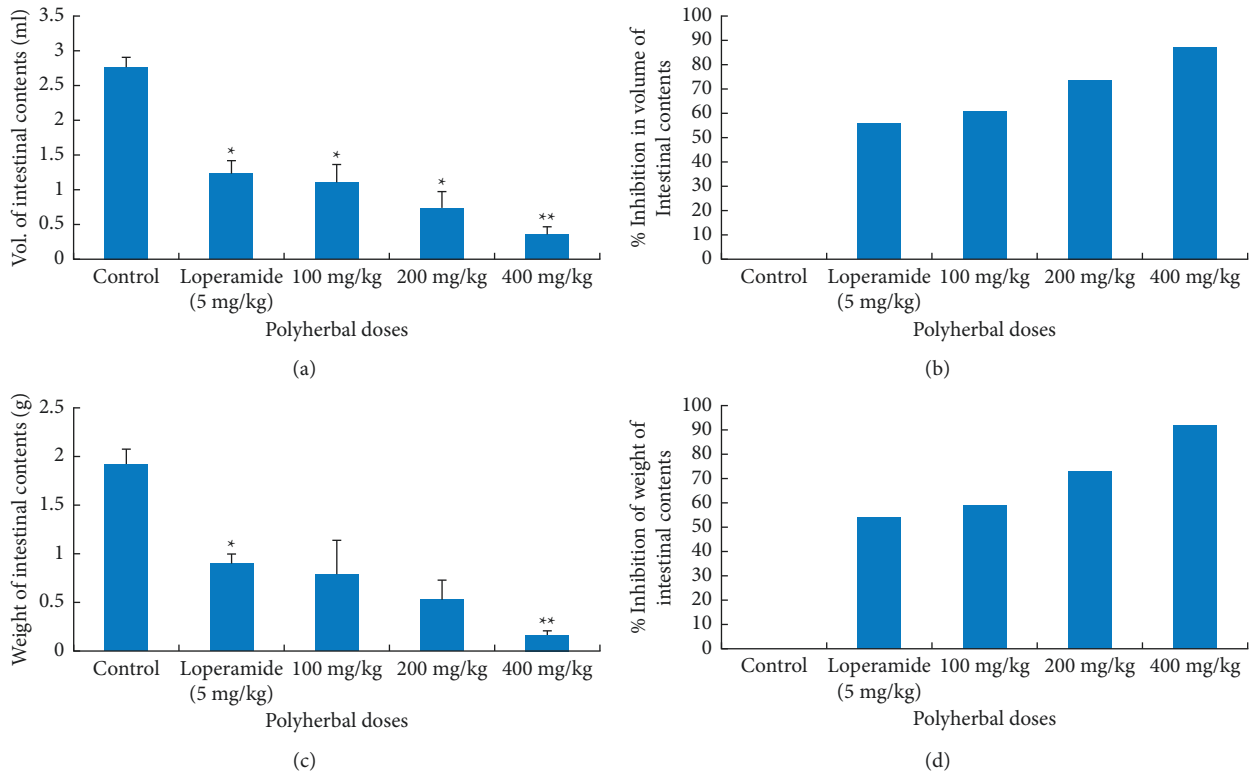 Vol. of intestinal contents (ml)
3.5
3
2.5
2
1.5
1
0.5
0
*
*
*
**
Control
Loperamide
(5 mg/kg)
100 mg/kg
200 mg/kg
400 mg/kg
Polyherbal doses
(a)
% Inhibition in volume of
Intestinal contents
100
90
80
70
60
50
40
30
20
10
0
Control
Loperamide
(5 mg/kg)
100 mg/kg
200 mg/kg
400 mg/kg
Polyherbal doses
(b)
Weight of intestinal contents (g)
2.5
2
1.5
1
0.5
0
*
**
Control
Loperamide
(5 mg/kg)
100 mg/kg
200 mg/kg
400 mg/kg
Polyherbal doses
(c)
% Inhibition of weight of
intestinal contents
100
90
80
70
60
50
40
30
20
10
0
Control
Loperamide
(5 mg/kg)
100 mg/kg
200 mg/kg
400 mg/kg
Polyherbal doses
(d)